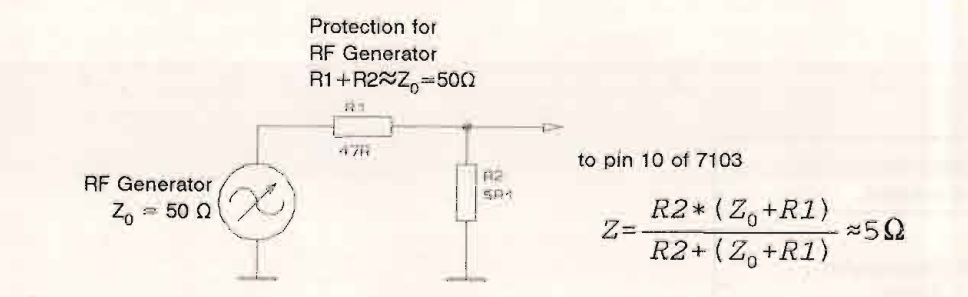 Protection for
RF Generator
R1+R2≈Z₀=50Ω
R1
47R
to pin 10 of 7103
RF Generator
Z₀ = 50 Ω
R2
5R1
Z= R2*(Z₀+R1) / R2+(Z₀+R1) ≈5Ω